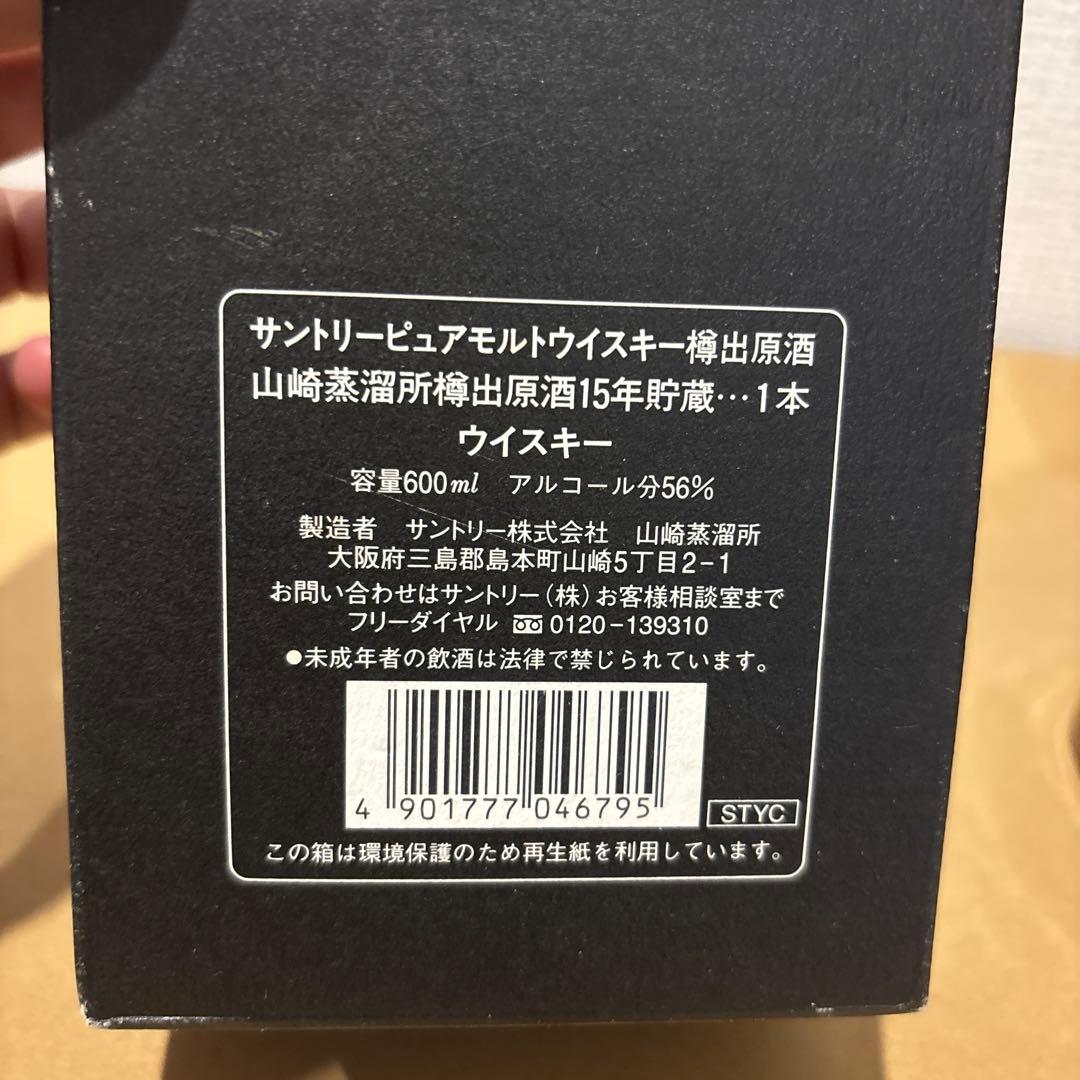 サントリーピュアモルトウイスキー樽出原酒
山崎蒸溜所樽出原酒15年貯蔵…1本
ウイスキー
容量600ml アルコール分56%
製造者 サントリー株式会社 山崎蒸溜所
大阪府三島郡島本町山崎5丁目2-1
お問い合わせはサントリー(株)お客様相談室まで
フリーダイヤル 0120-139310
●未成年者の飲酒は法律で禁じられています。
4 901777 046795
STYC
この箱は環境保護のため再生紙を利用しています。